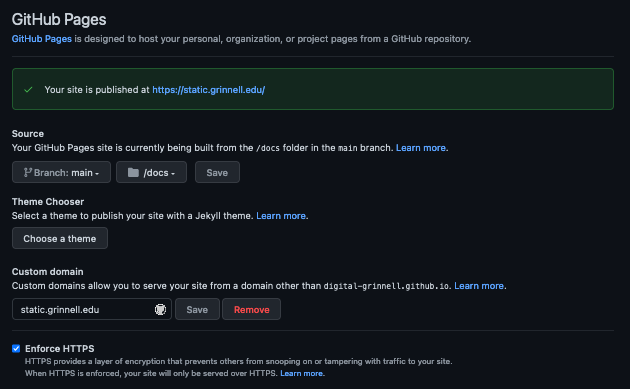 GitHub Pages
GitHub Pages is designed to host your personal, organization, or project pages from a GitHub repository.
Your site is published at https://static.grinnell.edu/
Source
Your GitHub Pages site is currently being built from the /docs folder in the main branch. Learn more.
Branch: main /docs Save
Theme Chooser
Select a theme to publish your site with a Jekyll theme. Learn more.
Choose a theme
Custom domain
Custom domains allow you to serve your site from a domain other than digital-grinnell.github.io. Learn more.
static.grinnell.edu Save Remove
Enforce HTTPS
HTTPS provides a layer of encryption that prevents others from snooping on or tampering with traffic to your site.
When HTTPS is enforced, your site will only be served over HTTPS. Learn more.